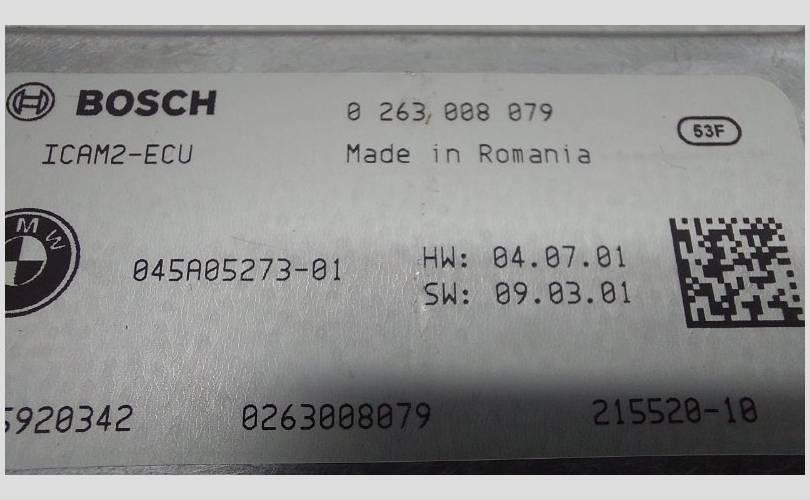 BOSCH
0 263 008 079
53F
ICAM2-ECU
Made in Romania
BMW
045A05273-01
HW: 04.07.01
SW: 09.03.01
5920342
0263008079
215520-10